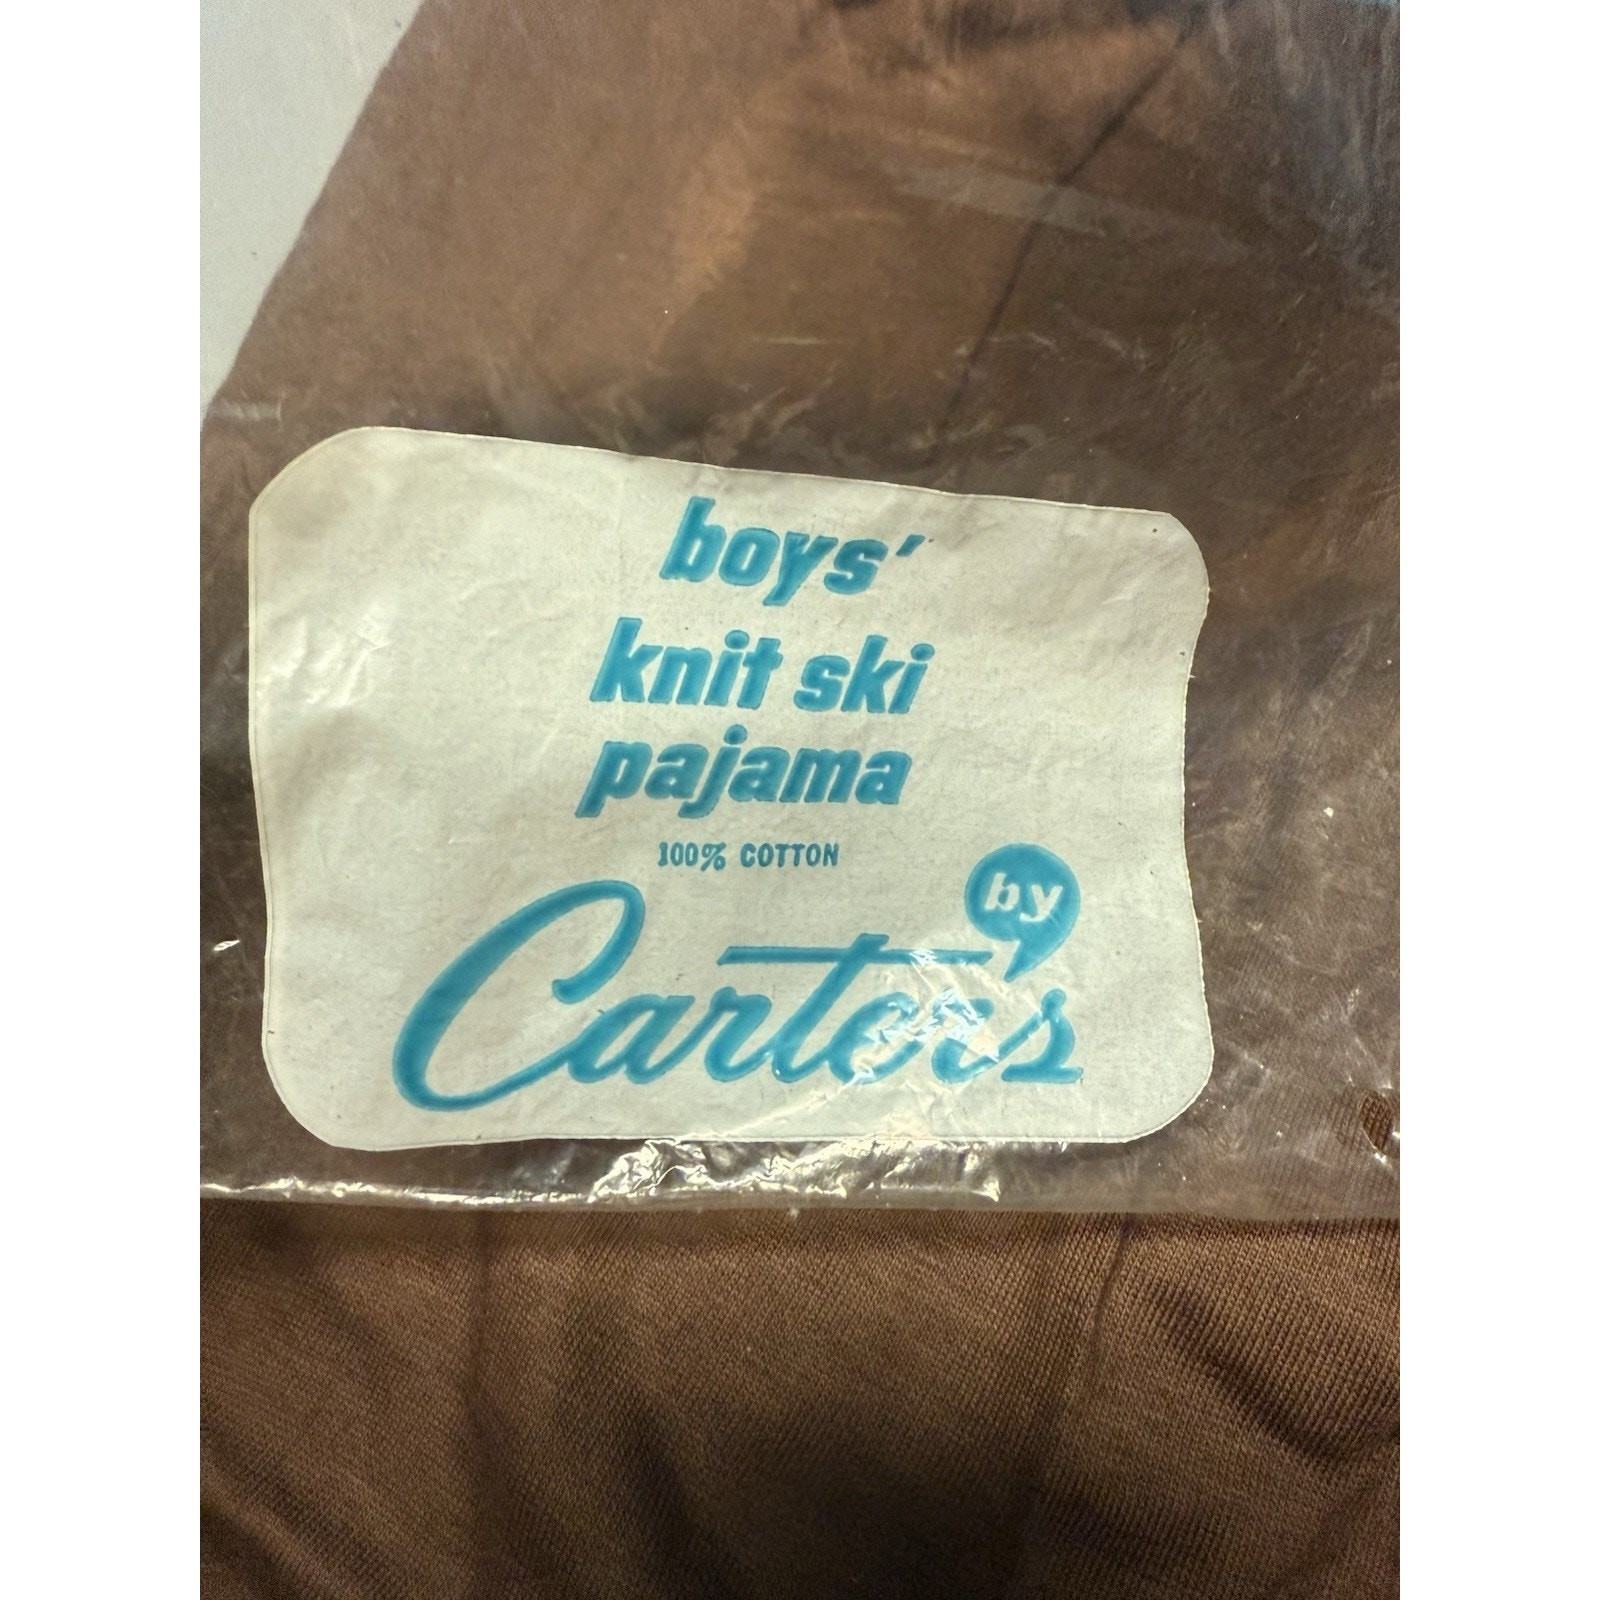 boys'
knit ski
pajama
100% COTTON
by
Carter's